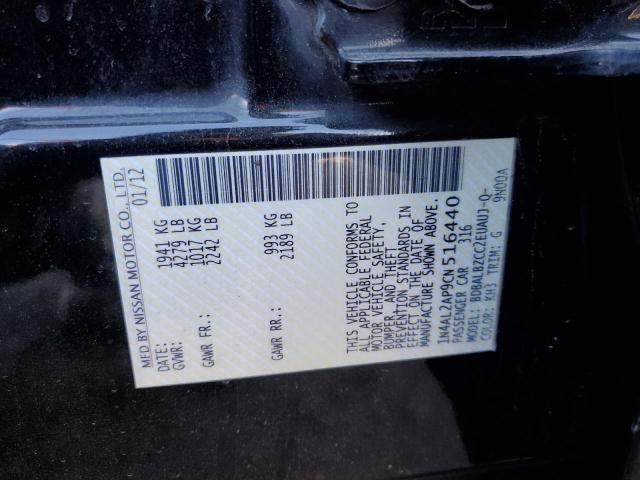 MFD BY NISSAN MOTOR CO., LTD.
01/12
DATE: 1941 KG
GVWR: 4279 LB
GAWR FR.: 1017 KG
2242 LB
GAWR RR.: 993 KG
2189 LB
THIS VEHICLE CONFORMS TO
ALL APPLICABLE FEDERAL
MOTOR VEHICLE SAFETY,
BUMPER, AND THEFT
PREVENTION STANDARDS IN
EFFECT ON THE DATE OF
MANUFACTURE SHOWN ABOVE.
1N4AL2AP9CN516440
PASSENGER CAR 316
MODEL: BDBALBZCC2EUAUJ-Q-
COLOR: KH3 TRIM: G 9N00A